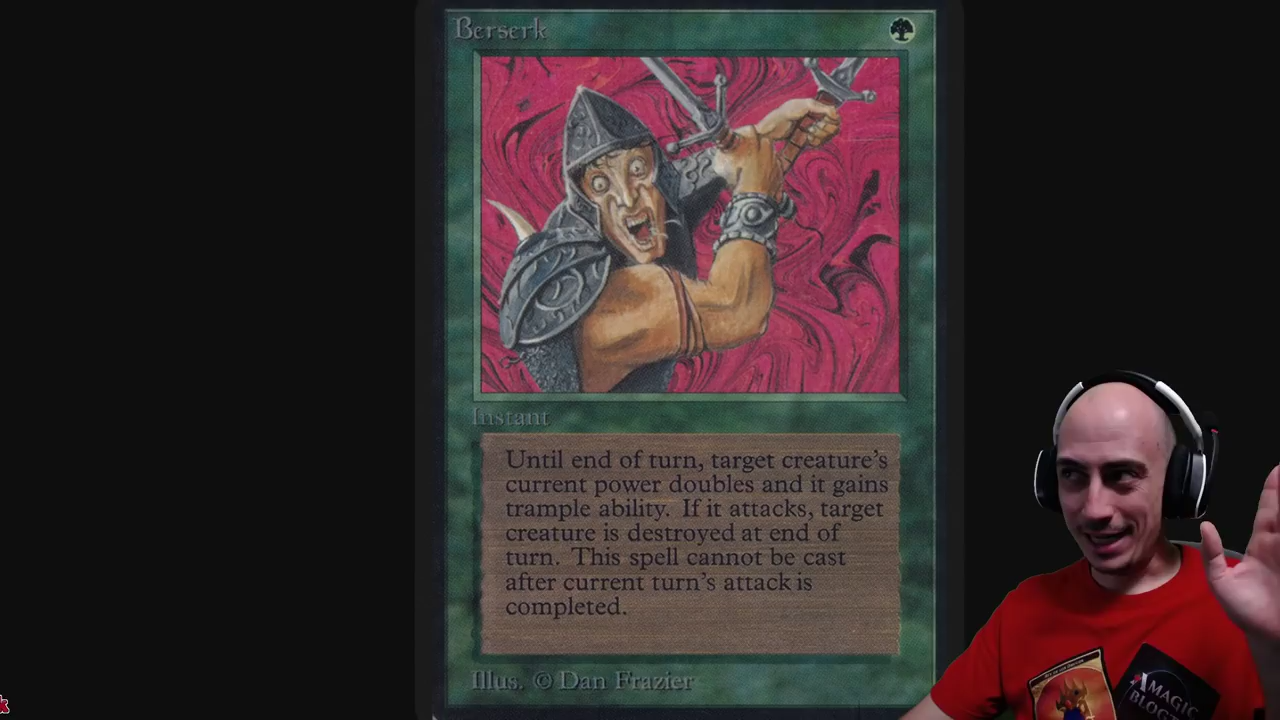 Berserk
Instant
Until end of turn, target creature's
current power doubles and it gains
trample ability. If it attacks, target
creature is destroyed at end of
turn. This spell cannot be cast
after current turn's attack is
completed.
Illus. © Dan Frazier
MAGIC
k